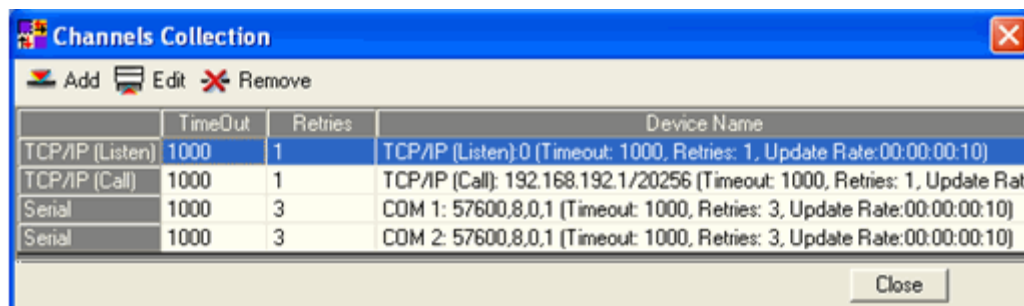 Channels Collection
Add Edit Remove
TimeOut Retries Device Name
TCP/IP (Listen) 1000 1 TCP/IP (Listen):0 (Timeout: 1000, Retries: 1, Update Rate:00:00:00:10)
TCP/IP (Call) 1000 1 TCP/IP (Call): 192.168.192.1/20256 (Timeout: 1000, Retries: 1, Update Rat
Serial 1000 3 COM 1: 57600,8,0,1 (Timeout: 1000, Retries: 3, Update Rate:00:00:00:10)
Serial 1000 3 COM 2: 57600,8,0,1 (Timeout: 1000, Retries: 3, Update Rate:00:00:00:10)
Close